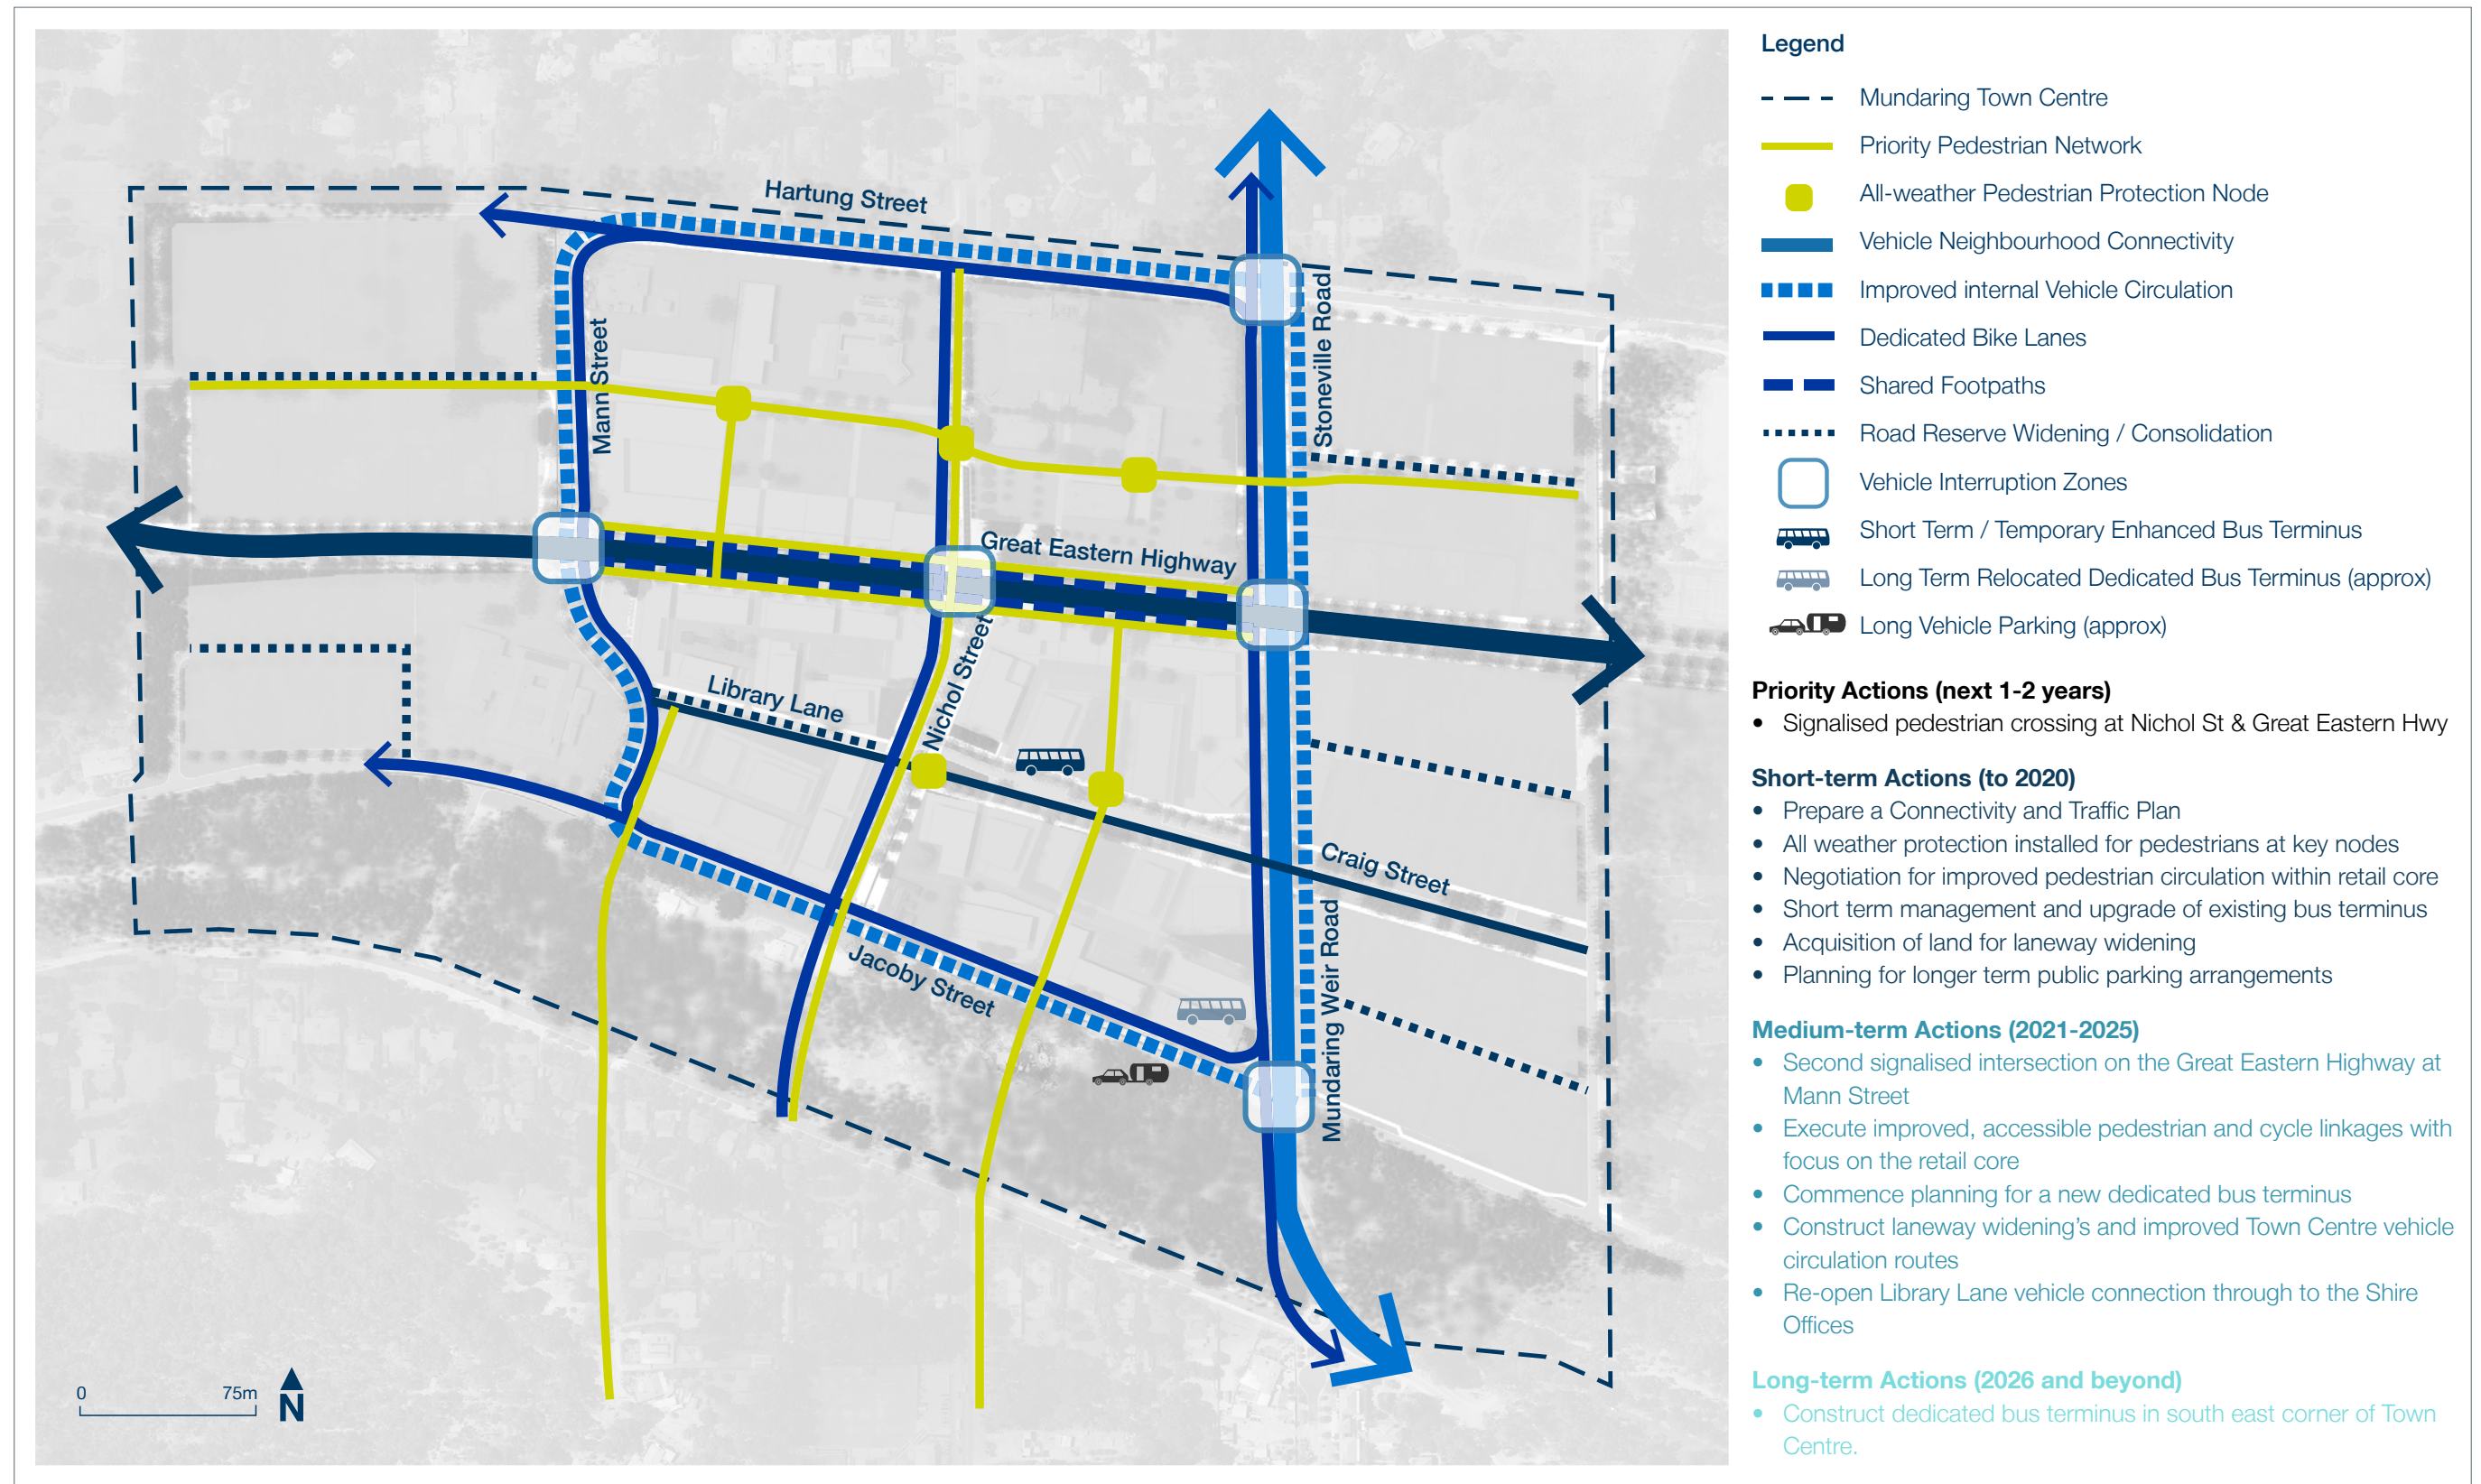 Hartung Street
Mann Street
Stoneville Road
Great Eastern Highway
Nichol Street
Library Lane
Craig Street
Mundaring Weir Road
Jacoby Street
0 75m
N
Legend
Mundaring Town Centre
Priority Pedestrian Network
All-weather Pedestrian Protection Node
Vehicle Neighbourhood Connectivity
Improved internal Vehicle Circulation
Dedicated Bike Lanes
Shared Footpaths
Road Reserve Widening / Consolidation
Vehicle Interruption Zones
Short Term / Temporary Enhanced Bus Terminus
Long Term Relocated Dedicated Bus Terminus (approx)
Long Vehicle Parking (approx)
Priority Actions (next 1-2 years)
• Signalised pedestrian crossing at Nichol St & Great Eastern Hwy
Short-term Actions (to 2020)
• Prepare a Connectivity and Traffic Plan
• All weather protection installed for pedestrians at key nodes
• Negotiation for improved pedestrian circulation within retail core
• Short term management and upgrade of existing bus terminus
• Acquisition of land for laneway widening
• Planning for longer term public parking arrangements
Medium-term Actions (2021-2025)
• Second signalised intersection on the Great Eastern Highway at
Mann Street
• Execute improved, accessible pedestrian and cycle linkages with
focus on the retail core
• Commence planning for a new dedicated bus terminus
• Construct laneway widening's and improved Town Centre vehicle
circulation routes
• Re-open Library Lane vehicle connection through to the Shire
Offices
Long-term Actions (2026 and beyond)
• Construct dedicated bus terminus in south east corner of Town
Centre.